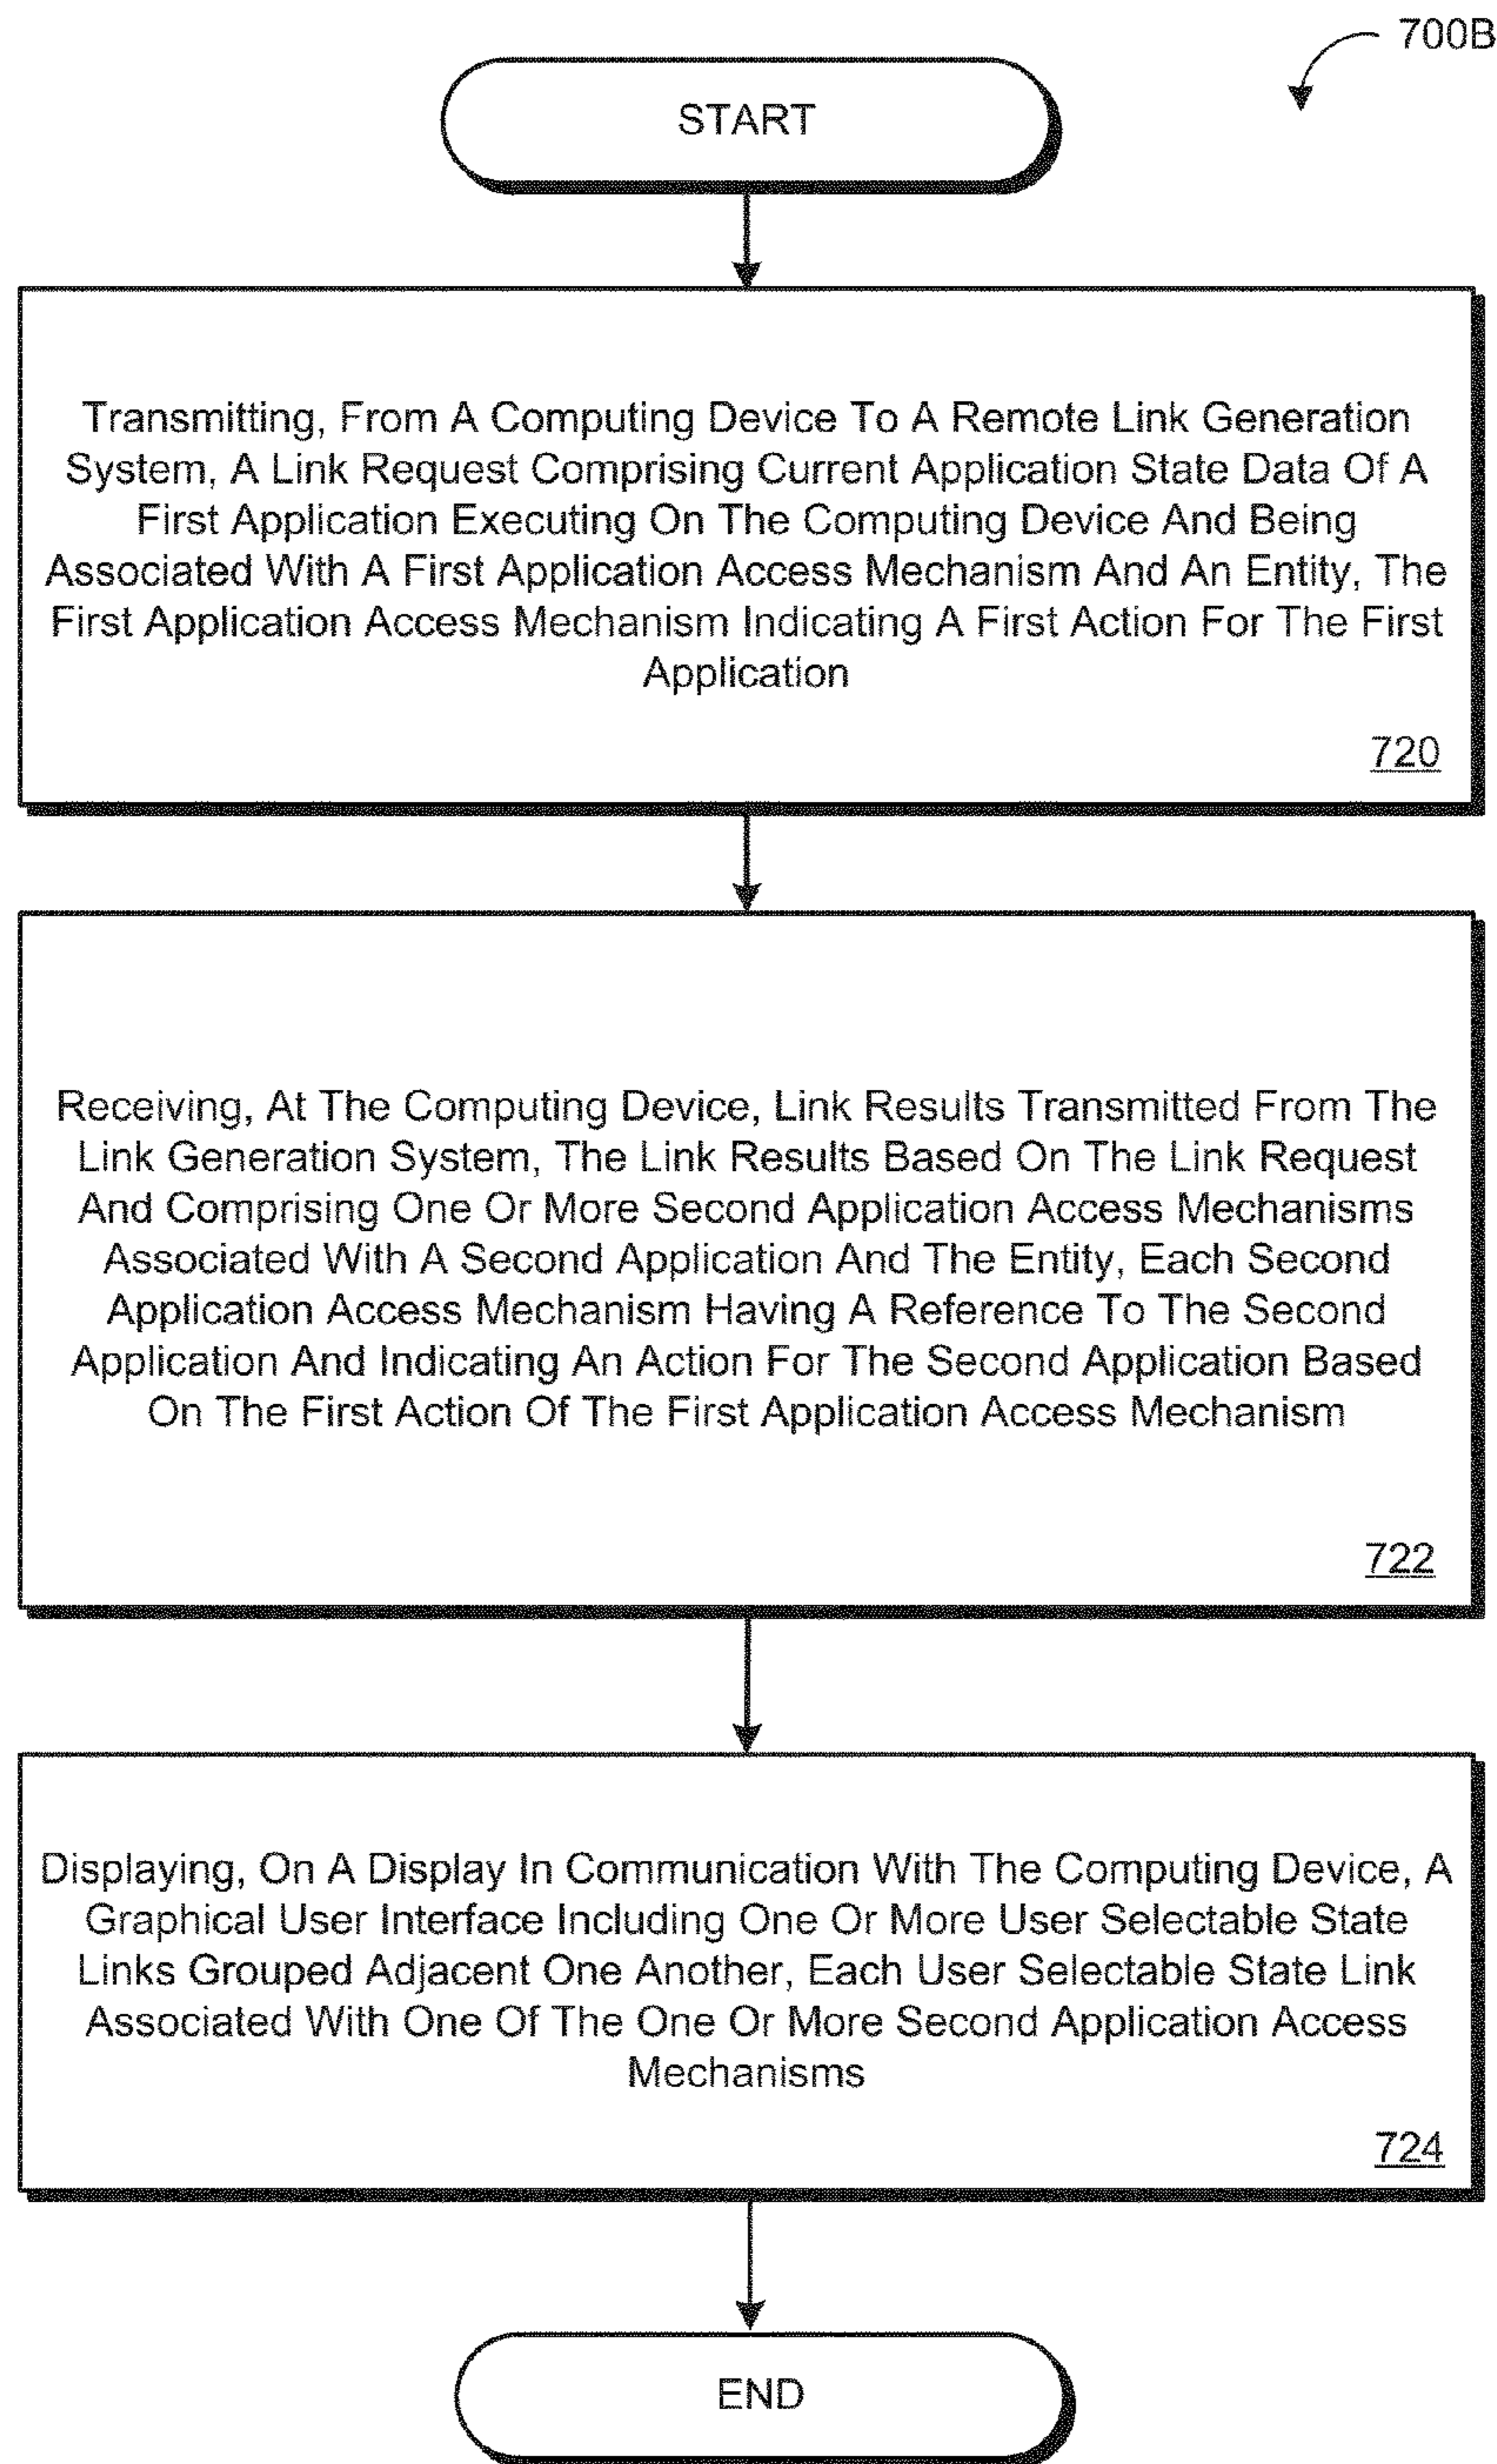 700B
START
Transmitting, From A Computing Device To A Remote Link Generation
System, A Link Request Comprising Current Application State Data Of A
First Application Executing On The Computing Device And Being
Associated With A First Application Access Mechanism And An Entity, The
First Application Access Mechanism Indicating A First Action For The First
Application
720
Receiving, At The Computing Device, Link Results Transmitted From The
Link Generation System, The Link Results Based On The Link Request
And Comprising One Or More Second Application Access Mechanisms
Associated With A Second Application And The Entity, Each Second
Application Access Mechanism Having A Reference To The Second
Application And Indicating An Action For The Second Application Based
On The First Action Of The First Application Access Mechanism
722
Displaying, On A Display In Communication With The Computing Device, A
Graphical User Interface Including One Or More User Selectable State
Links Grouped Adjacent One Another, Each User Selectable State Link
Associated With One Of The One Or More Second Application Access
Mechanisms
724
END